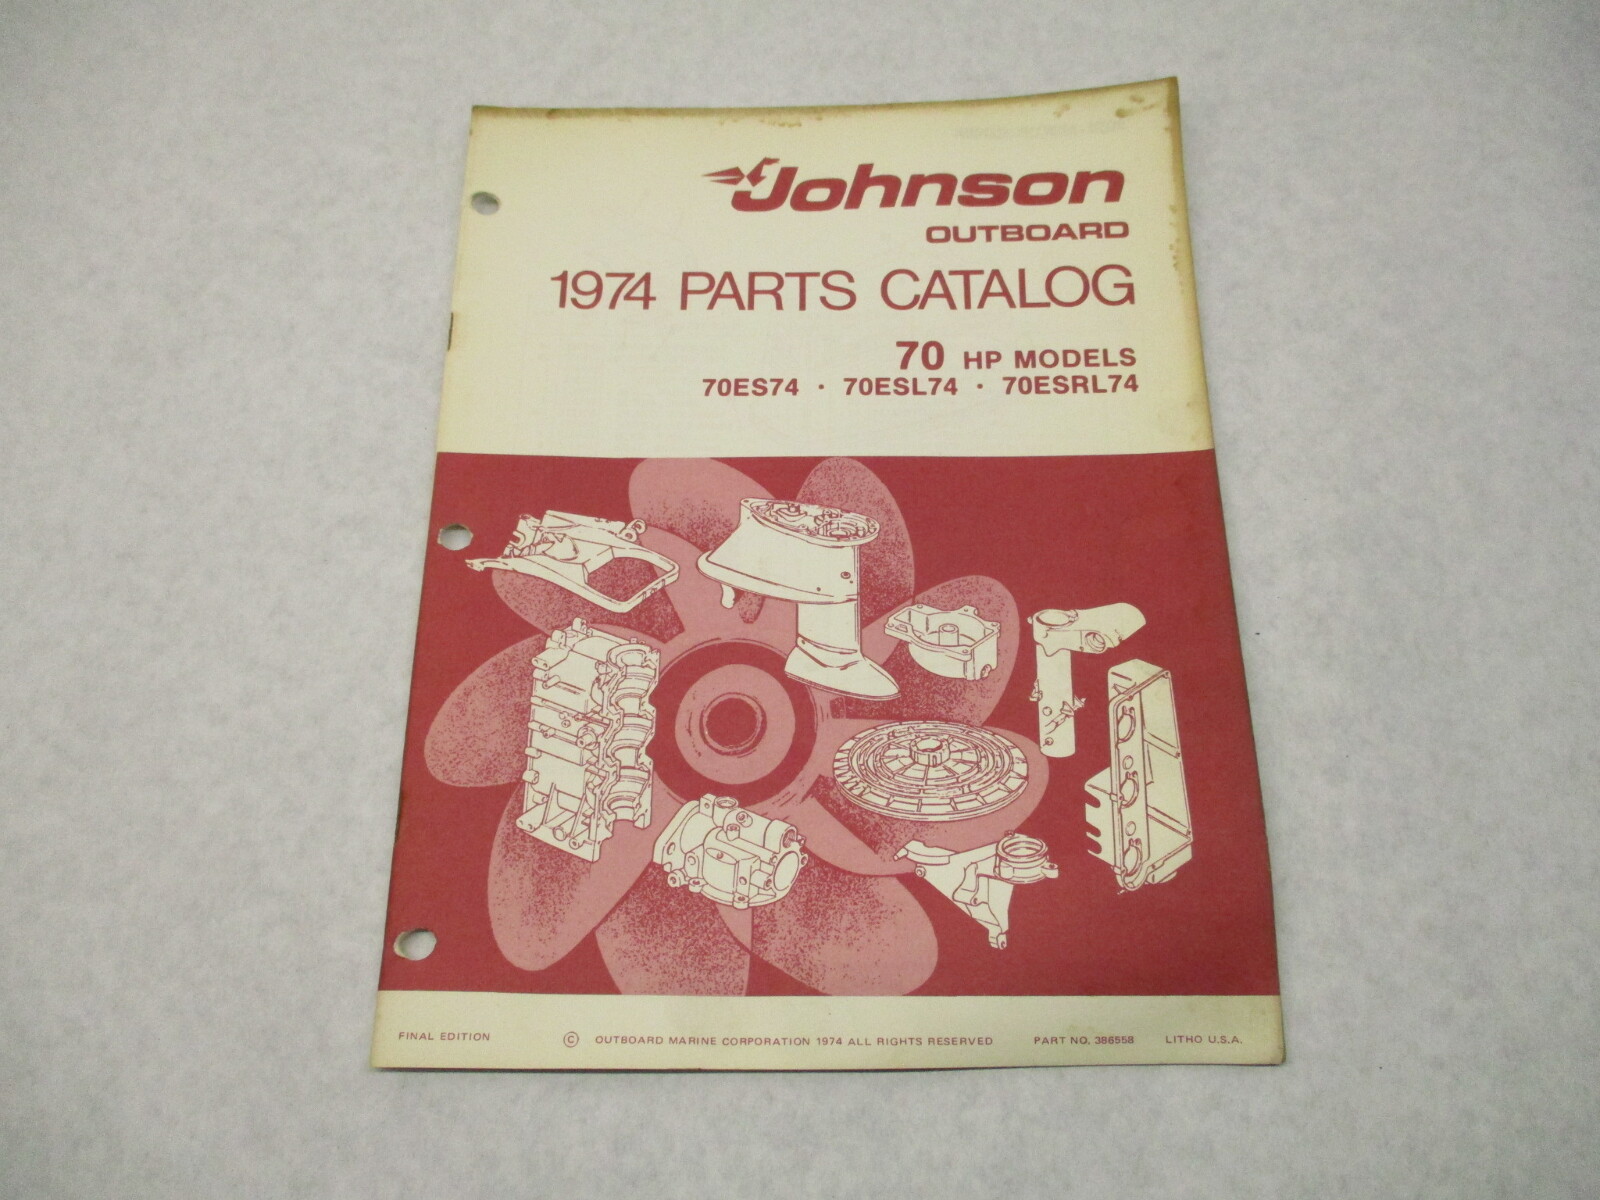 Johnson
OUTBOARD
1974 PARTS CATALOG
70 HP MODELS
70ES74 • 70ESL74 • 70ESRL74
FINAL EDITION © OUTBOARD MARINE CORPORATION 1974 ALL RIGHTS RESERVED PART NO. 386558 LITHO U.S.A.